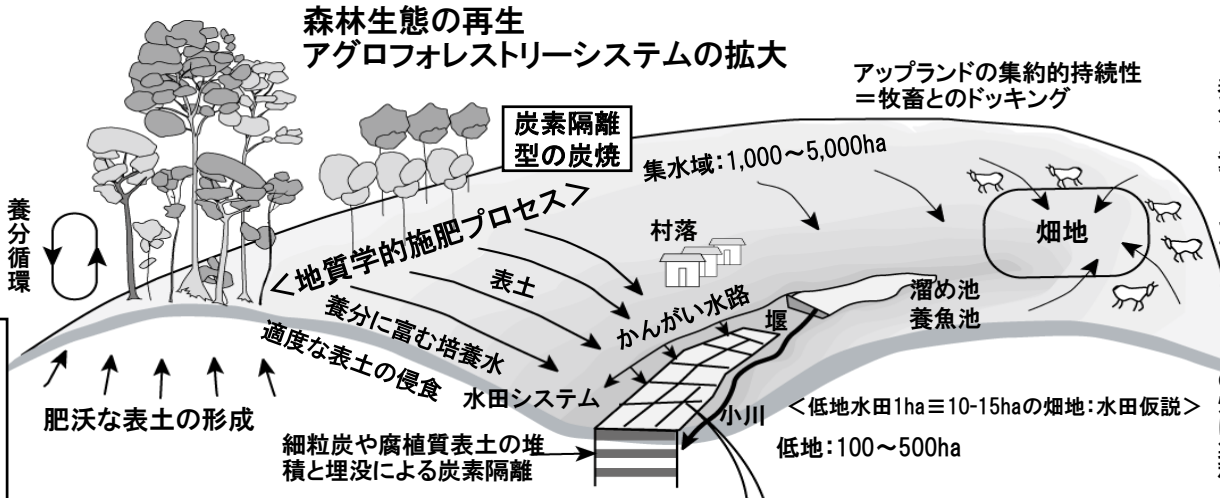 森林生態の再生
アグロフォレストリーシステムの拡大
アップランドの集約的持続性
＝牧畜とのドッキング
炭素隔離
型の炭焼
集水域：1,000～5,000ha
養分循環
＜地質学的施肥プロセス＞
村落
畑地
表土
溜め池
養魚池
かんがい水路
堰
養分に富む培養水
適度な表土の侵食
水田システム
小川
＜低地水田1ha≡10-15haの畑地：水田仮説＞
肥沃な表土の形成
細粒炭や腐植質表土の堆
積と埋没による炭素隔離
低地：100～500ha